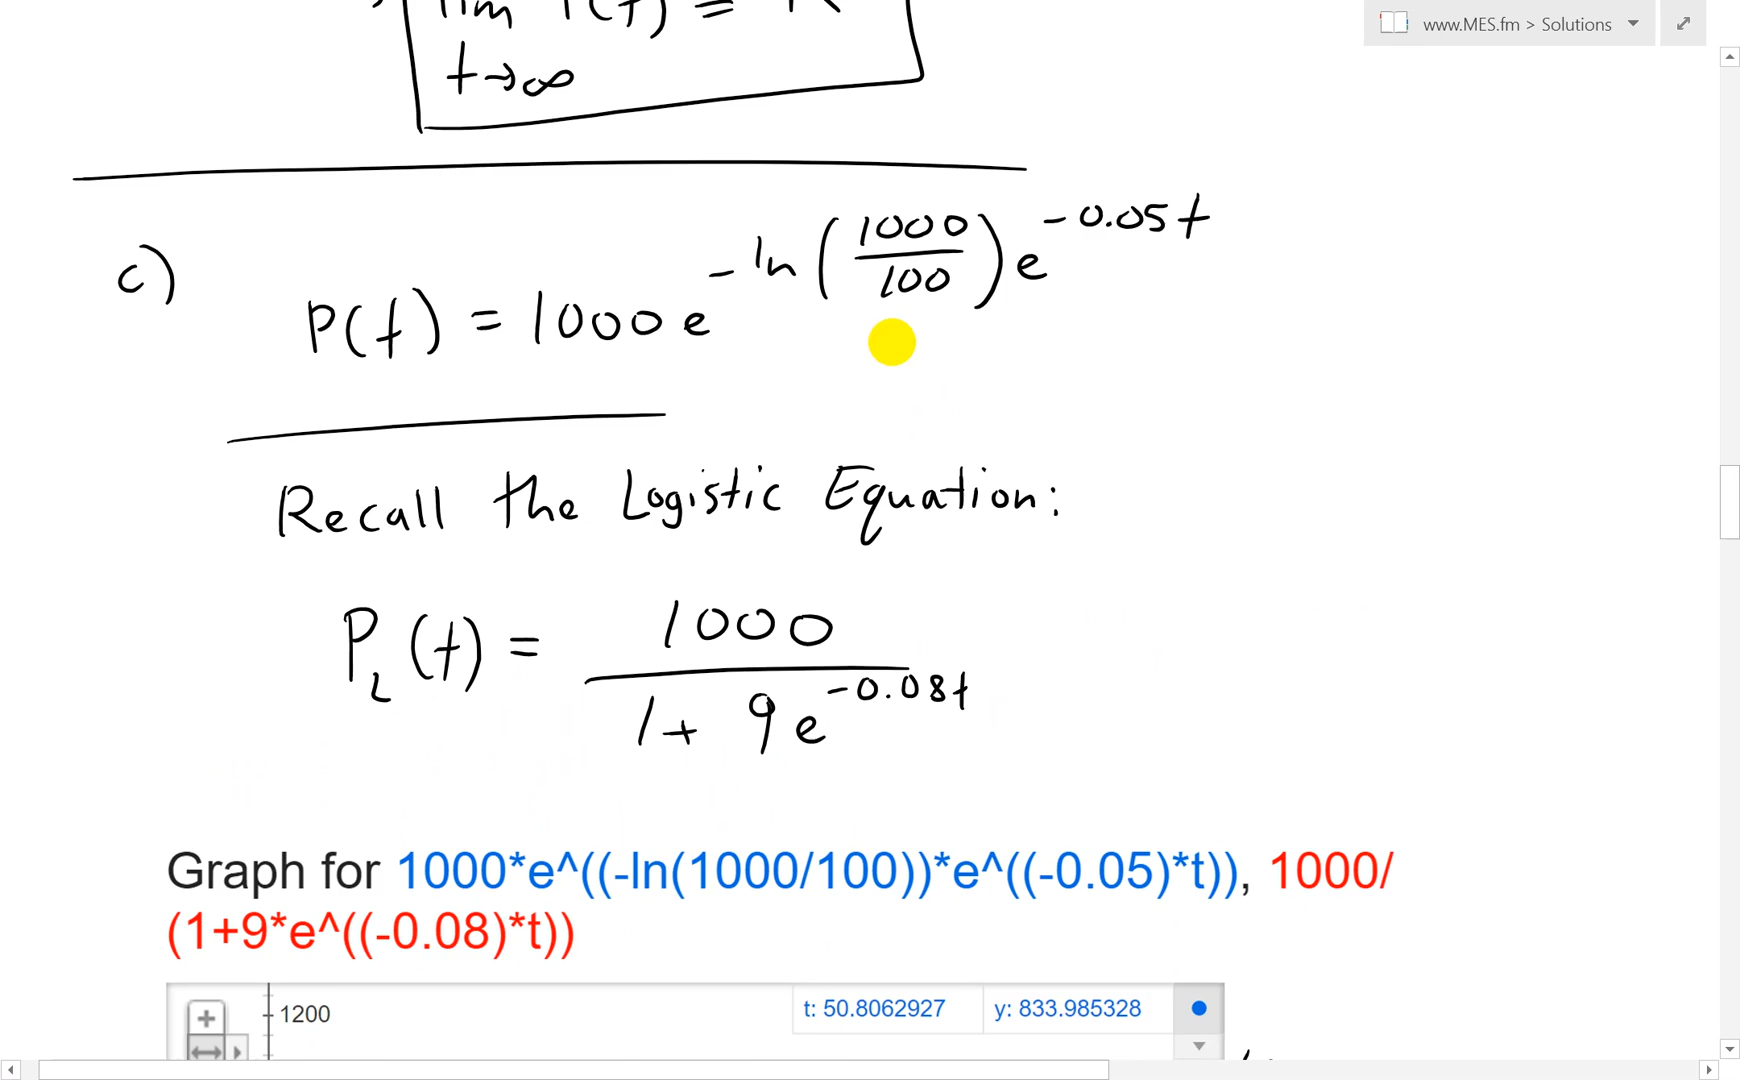 lim P(t) = K
t→∞
www.MES.fm > Solutions
c) P(t) = 1000 e^(-ln(1000/100) e^(-0.05t))
Recall the Logistic Equation:
P_L(t) = 1000 / (1 + 9e^(-0.08t))
Graph for 1000*e^((-ln(1000/100))*e^((-0.05)*t)), 1000/
(1+9*e^((-0.08)*t))
1200
t: 50.8062927 y: 833.985328